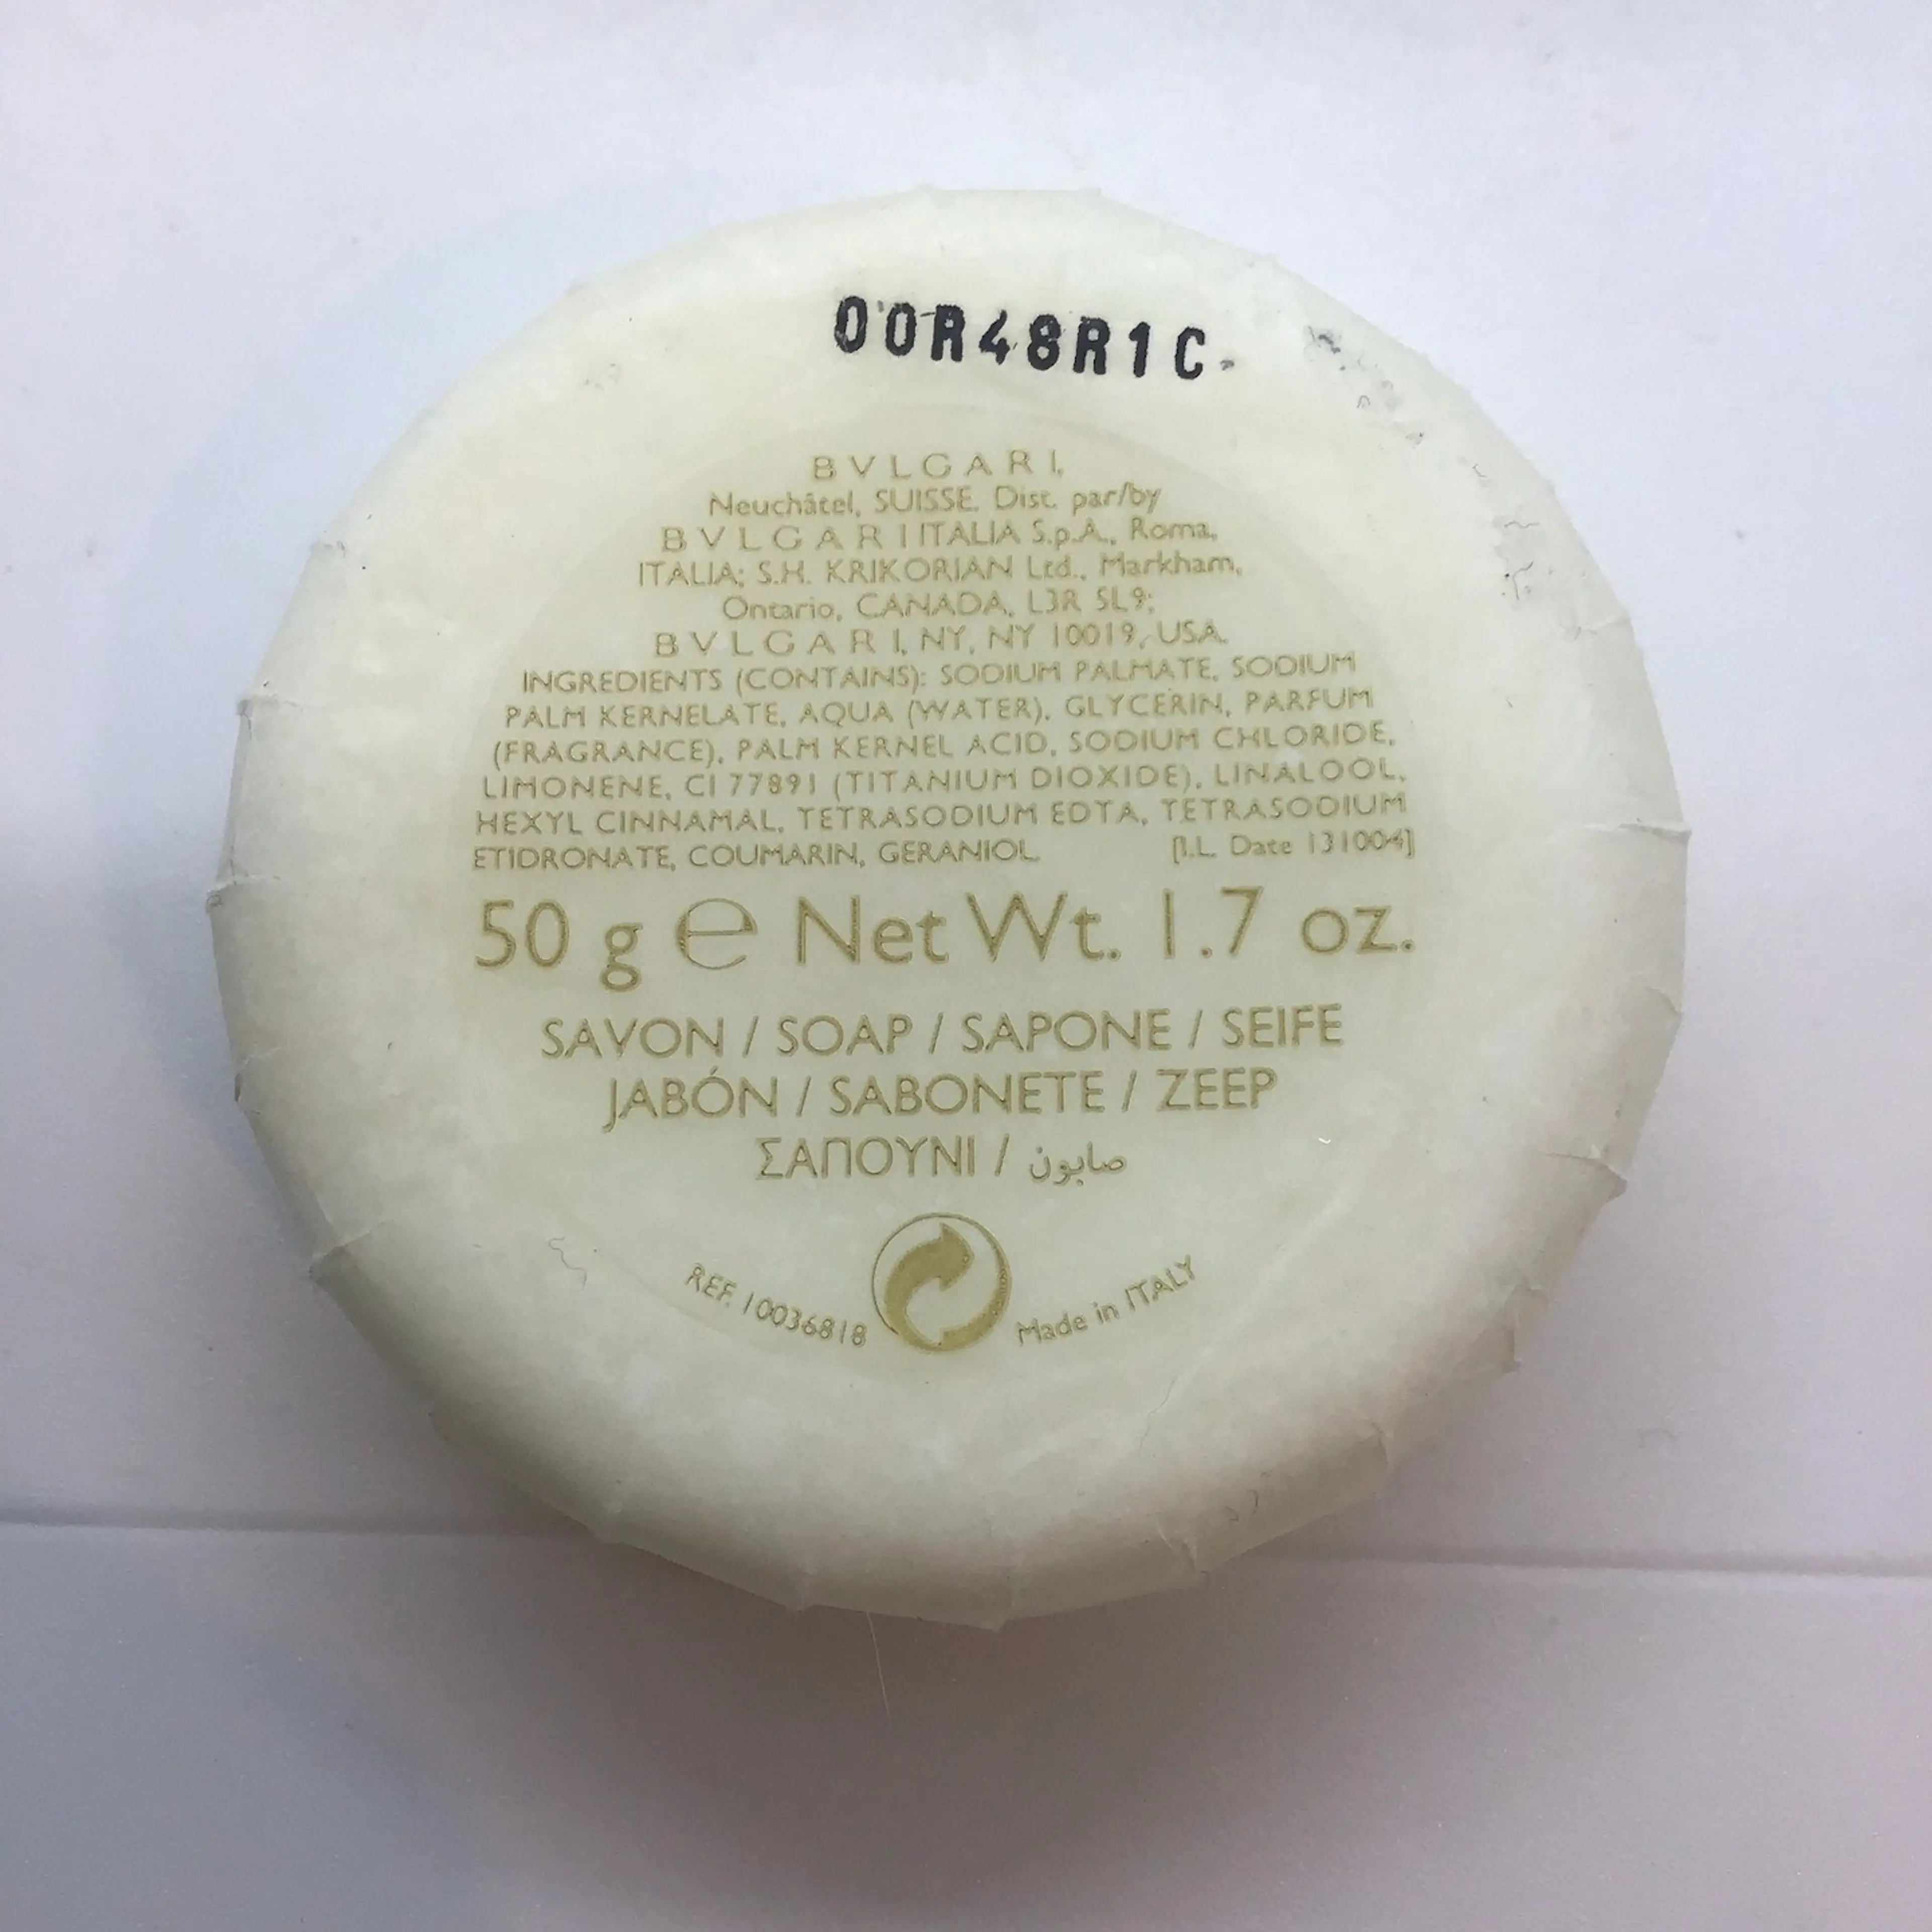 00R48R1C
BVLGARI,
Neuchâtel, SUISSE. Dist. par/by
BVLGARI ITALIA S.p.A., Roma,
ITALIA; S.H. KRIKORIAN Ltd., Markham,
Ontario, CANADA, L3R 5L9;
BVLGARI, NY, NY 10019, USA.
INGREDIENTS (CONTAINS): SODIUM PALMATE, SODIUM
PALM KERNELATE, AQUA (WATER), GLYCERIN, PARFUM
(FRAGRANCE), PALM KERNEL ACID, SODIUM CHLORIDE,
LIMONENE, CI 77891 (TITANIUM DIOXIDE), LINALOOL,
HEXYL CINNAMAL, TETRASODIUM EDTA, TETRASODIUM
ETIDRONATE, COUMARIN, GERANIOL. [I.L. Date 131004]
50 g e Net Wt. 1.7 oz.
SAVON / SOAP / SAPONE / SEIFE
JABÓN / SABONETE / ZEEP
ΣΑΠΟΥΝΙ / صابون
REF. 10036818 Made in ITALY